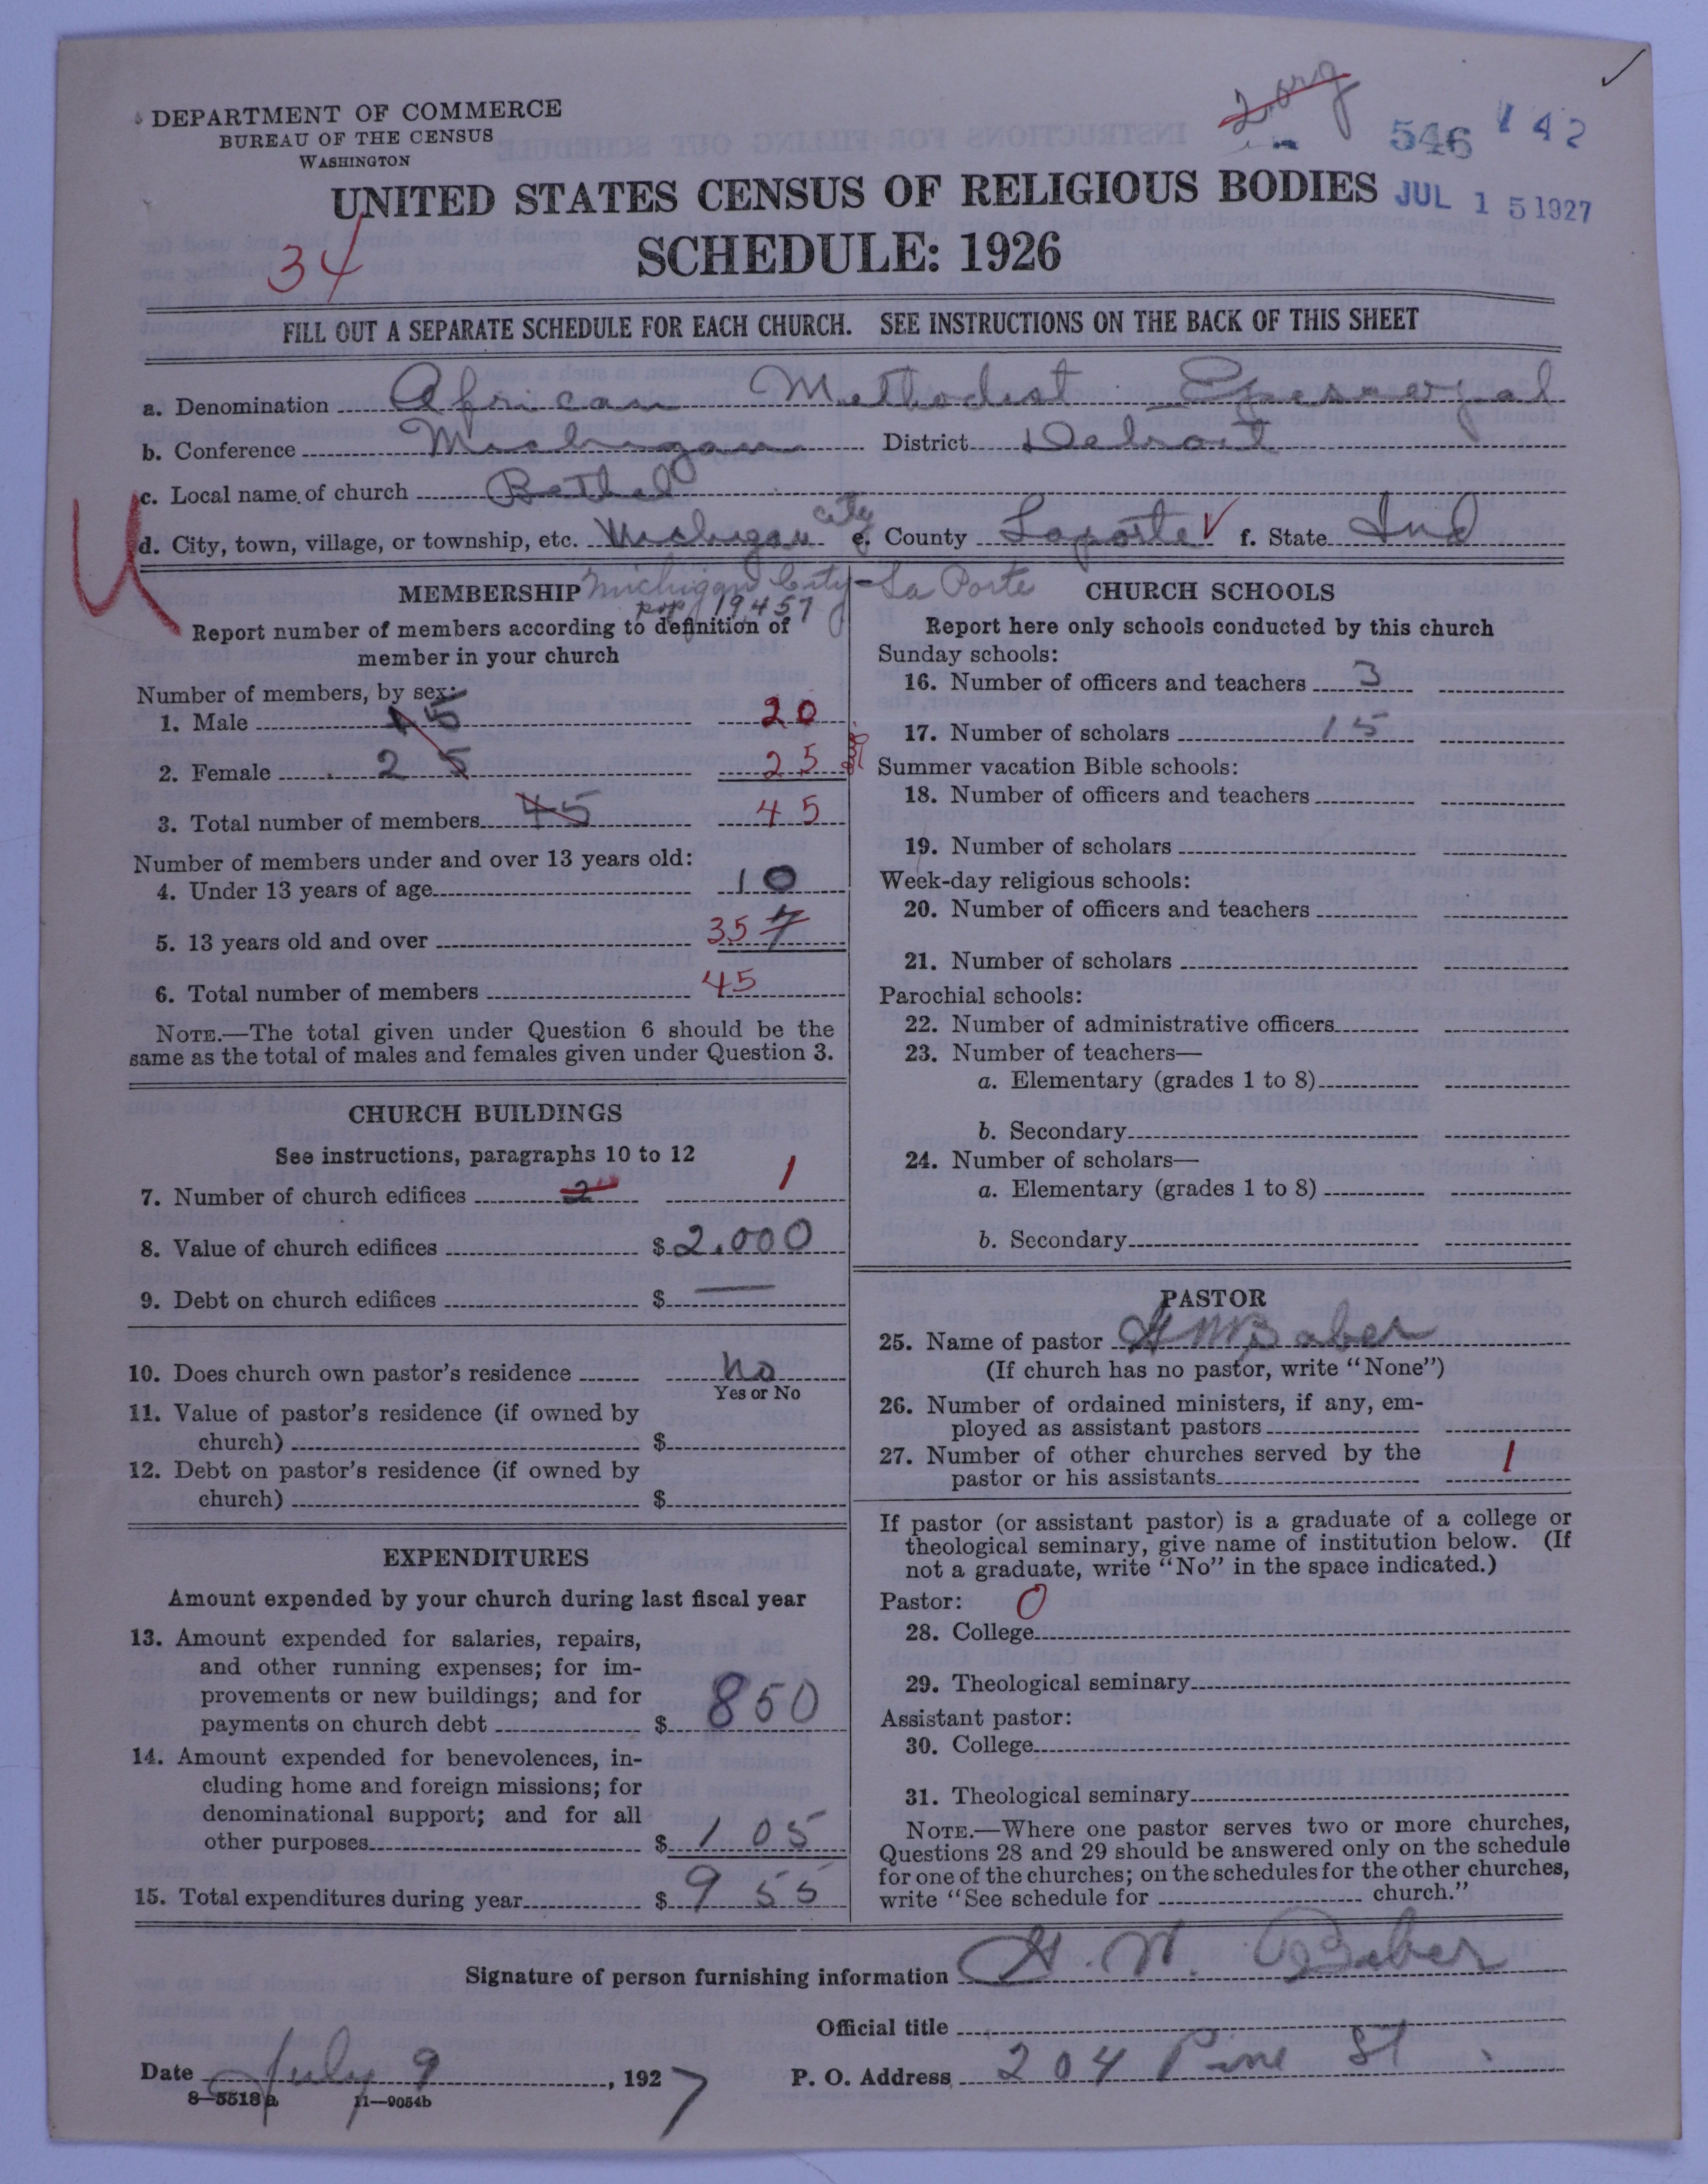 2 org
546 142
DEPARTMENT OF COMMERCE
BUREAU OF THE CENSUS
WASHINGTON
UNITED STATES CENSUS OF RELIGIOUS BODIES
JUL 15 1927
34
SCHEDULE: 1926
FILL OUT A SEPARATE SCHEDULE FOR EACH CHURCH. SEE INSTRUCTIONS ON THE BACK OF THIS SHEET
a. Denomination African Methodist Epescopal
b. Conference Michigan District Detroit
c. Local name of church Bethel
d. City, town, village, or township, etc. Michigan city e. County Laporte f. State Ind
U
MEMBERSHIP Michigan City - La Porte
pop 19,457
Report number of members according to definition of
member in your church
Number of members, by sex:
1. Male 15 20
2. Female 25 25
3. Total number of members 45 45
Number of members under and over 13 years old:
4. Under 13 years of age 10
5. 13 years old and over 35 7
6. Total number of members 45
NOTE.—The total given under Question 6 should be the
same as the total of males and females given under Question 3.
CHURCH BUILDINGS
See instructions, paragraphs 10 to 12
7. Number of church edifices 2 1
8. Value of church edifices $ 2,000
9. Debt on church edifices $ —
10. Does church own pastor's residence No
Yes or No
11. Value of pastor's residence (if owned by
church) $
12. Debt on pastor's residence (if owned by
church) $
EXPENDITURES
Amount expended by your church during last fiscal year
13. Amount expended for salaries, repairs,
and other running expenses; for im-
provements or new buildings; and for
payments on church debt $ 850
14. Amount expended for benevolences, in-
cluding home and foreign missions; for
denominational support; and for all
other purposes $ 105
15. Total expenditures during year $ 955
CHURCH SCHOOLS
Report here only schools conducted by this church
Sunday schools:
16. Number of officers and teachers 3
17. Number of scholars 15
Summer vacation Bible schools:
18. Number of officers and teachers
19. Number of scholars
Week-day religious schools:
20. Number of officers and teachers
21. Number of scholars
Parochial schools:
22. Number of administrative officers
23. Number of teachers—
a. Elementary (grades 1 to 8)
b. Secondary
24. Number of scholars—
a. Elementary (grades 1 to 8)
b. Secondary
PASTOR
25. Name of pastor H M Baber
(If church has no pastor, write "None")
26. Number of ordained ministers, if any, em-
ployed as assistant pastors
27. Number of other churches served by the
pastor or his assistants 1
If pastor (or assistant pastor) is a graduate of a college or
theological seminary, give name of institution below. (If
not a graduate, write "No" in the space indicated.)
Pastor: 0
28. College
29. Theological seminary
Assistant pastor:
30. College
31. Theological seminary
NOTE.—Where one pastor serves two or more churches,
Questions 28 and 29 should be answered only on the schedule
for one of the churches; on the schedules for the other churches,
write "See schedule for church."
Signature of person furnishing information Baber
Official title
Date July 9, 1927 P. O. Address 204 Pine St.
8—5518 a 11—9054b